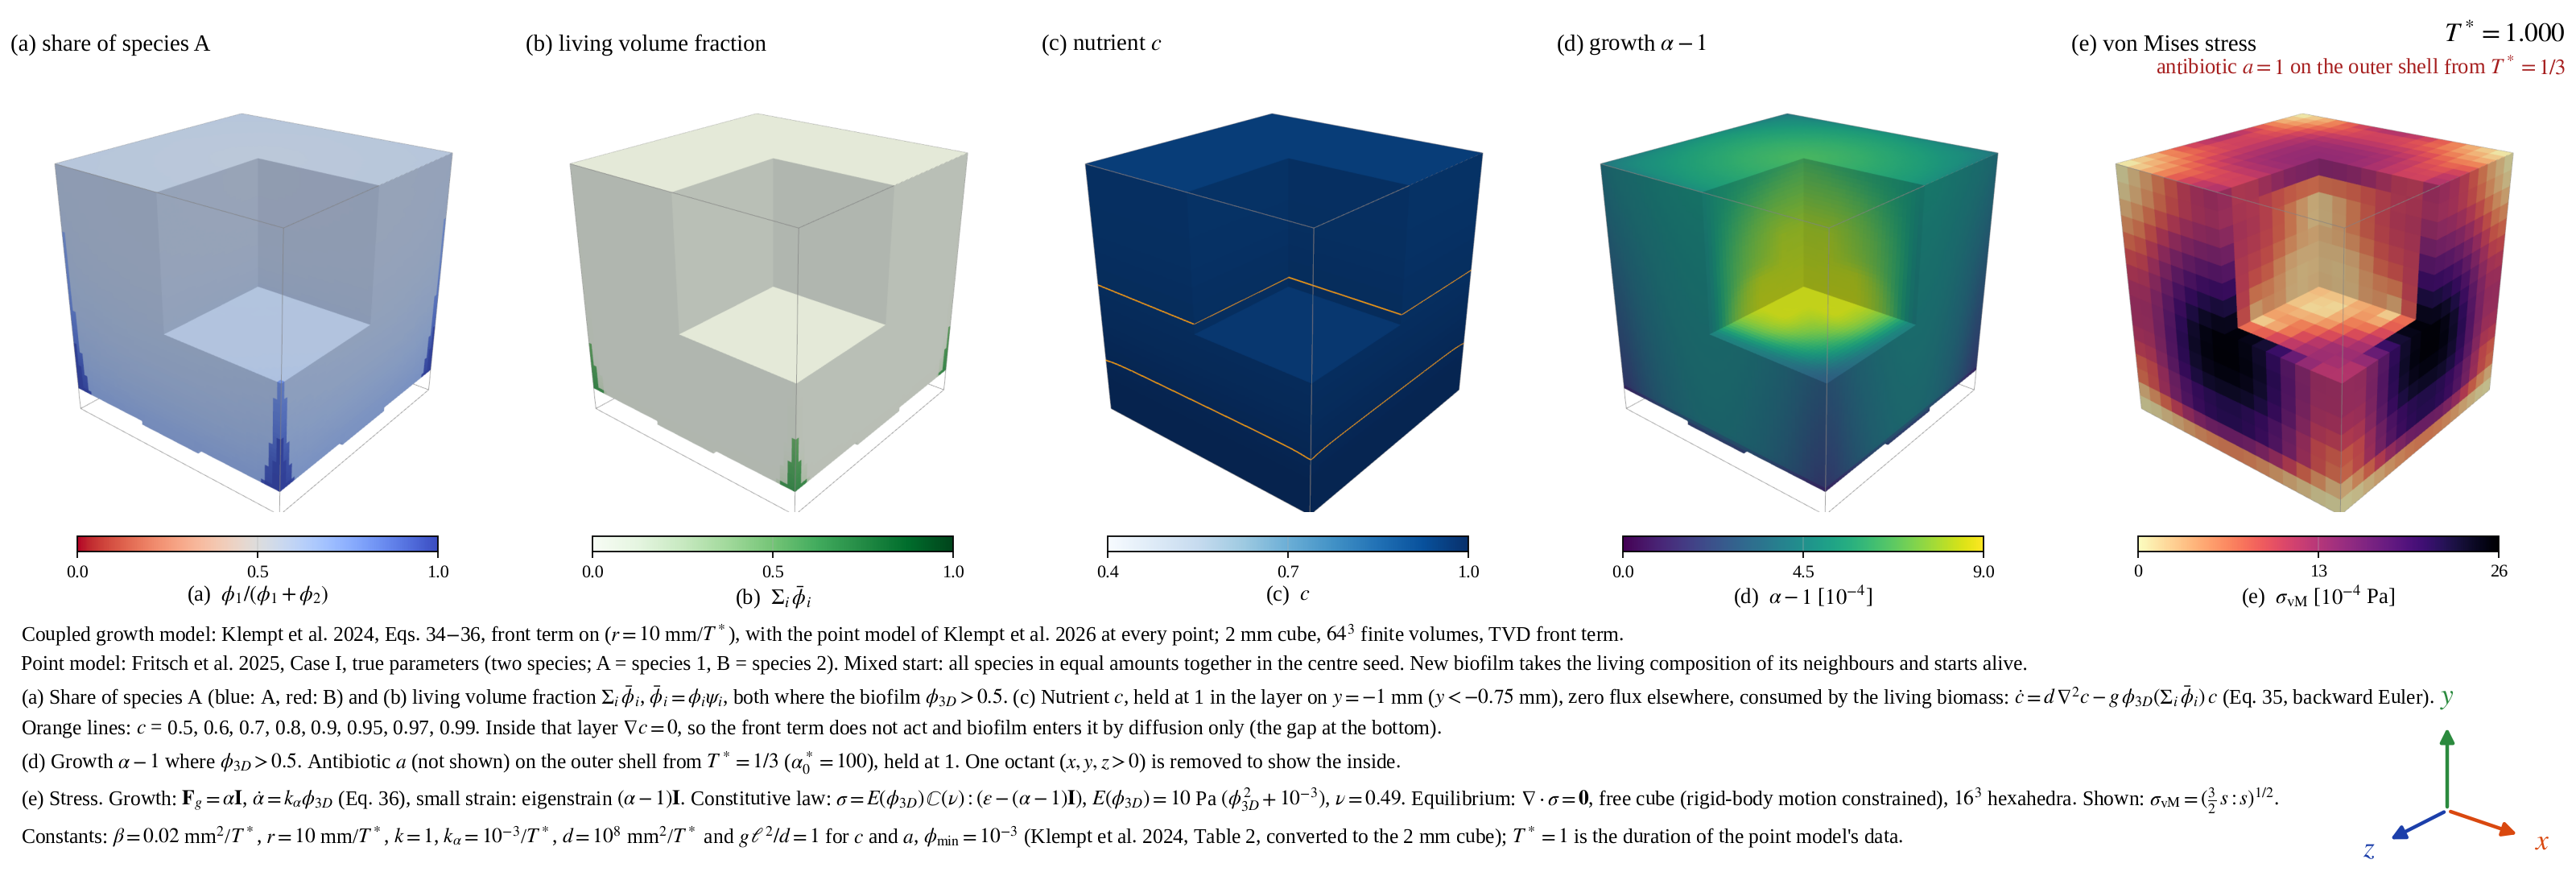 (a) share of species A
(b) living volume fraction
(c) nutrient c
(d) growth α − 1
(e) von Mises stress
T* = 1.000
antibiotic a = 1 on the outer shell from T* = 1/3
0.0 0.5 1.0
(a) ϕ₁/(ϕ₁ + ϕ₂)
0.0 0.5 1.0
(b) Σᵢ ϕ̄ᵢ
0.4 0.7 1.0
(c) c
0.0 4.5 9.0
(d) α − 1 [10⁻⁴]
0 13 26
(e) σvM [10⁻⁴ Pa]
Coupled growth model: Klempt et al. 2024, Eqs. 34−36, front term on (r = 10 mm/T*), with the point model of Klempt et al. 2026 at every point; 2 mm cube, 64³ finite volumes, TVD front term.
Point model: Fritsch et al. 2025, Case I, true parameters (two species; A = species 1, B = species 2). Mixed start: all species in equal amounts together in the centre seed. New biofilm takes the living composition of its neighbours and starts alive.
(a) Share of species A (blue: A, red: B) and (b) living volume fraction Σᵢ ϕ̄ᵢ, ϕ̄ᵢ = ϕᵢψᵢ, both where the biofilm ϕ3D > 0.5. (c) Nutrient c, held at 1 in the layer on y = −1 mm (y < −0.75 mm), zero flux elsewhere, consumed by the living biomass: ċ = d ∇²c − g ϕ3D(Σᵢ ϕ̄ᵢ) c (Eq. 35, backward Euler).
Orange lines: c = 0.5, 0.6, 0.7, 0.8, 0.9, 0.95, 0.97, 0.99. Inside that layer ∇c = 0, so the front term does not act and biofilm enters it by diffusion only (the gap at the bottom).
(d) Growth α − 1 where ϕ3D > 0.5. Antibiotic a (not shown) on the outer shell from T* = 1/3 (α₀* = 100), held at 1. One octant (x, y, z > 0) is removed to show the inside.
(e) Stress. Growth: F_g = αI, α̇ = kαϕ3D (Eq. 36), small strain: eigenstrain (α − 1)I. Constitutive law: σ = E(ϕ3D) ℂ(ν) : (ε − (α − 1)I), E(ϕ3D) = 10 Pa (ϕ²3D + 10⁻³), ν = 0.49. Equilibrium: ∇ · σ = 0, free cube (rigid-body motion constrained), 16³ hexahedra. Shown: σvM = (3/2 s : s)^1/2.
Constants: β = 0.02 mm²/T*, r = 10 mm/T*, k = 1, kα = 10⁻³/T*, d = 10⁸ mm²/T* and gℓ²/d = 1 for c and a, ϕmin = 10⁻³ (Klempt et al. 2024, Table 2, converted to the 2 mm cube); T* = 1 is the duration of the point model's data.
y
z
x